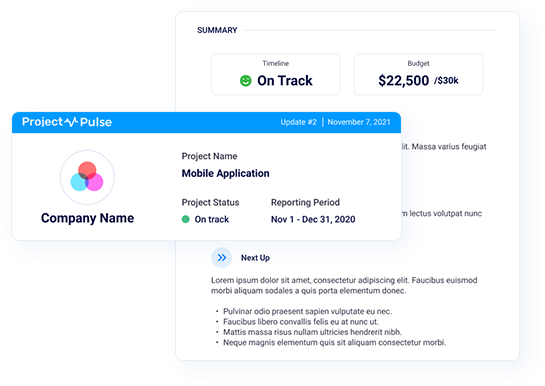 SUMMARY
Timeline
On Track
Budget
$22,500 /$30k
Project Pulse
Update #2 | November 7, 2021
Company Name
Project Name
Mobile Application
Project Status
On track
Reporting Period
Nov 1 - Dec 31, 2020
lit. Massa varius feugiat
m lectus volutpat nunc
Next Up
Lorem ipsum dolor sit amet, consectetur adipiscing elit. Faucibus euismod
morbi aliquam sodales a quis porta elementum donec.
• Pulvinar odio praesent sapien vulputate eu nec.
• Faucibus libero convallis felis eu at nunc ut.
• Mattis massa risus nullam ultricies hendrerit nibh.
• Neque magnis elementum quis sit aliquam consectetur morbi.